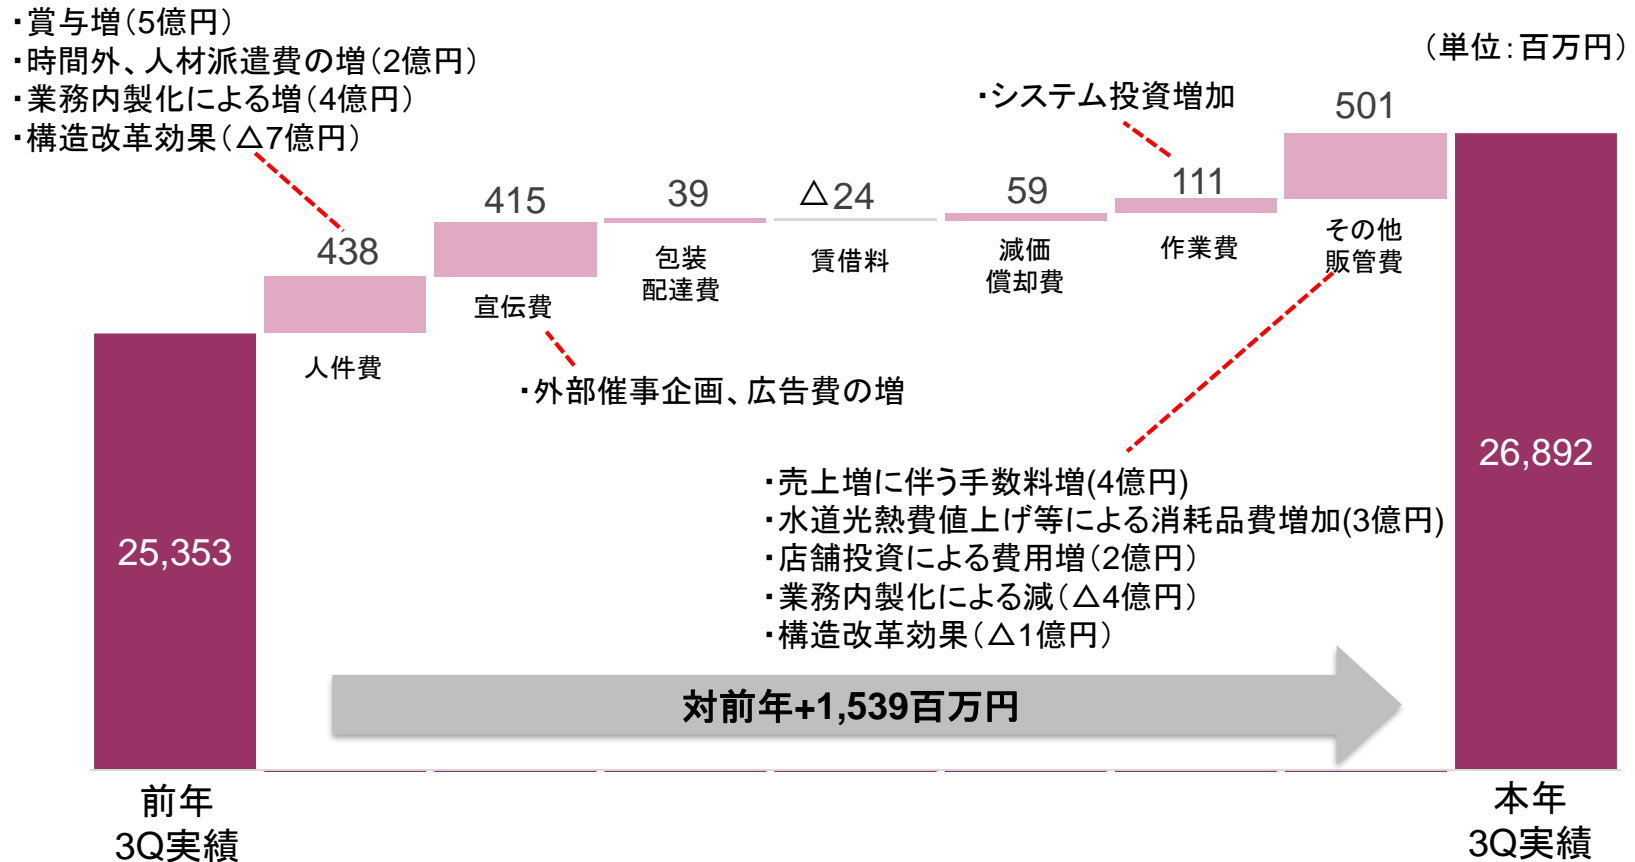 ・賞与増（5億円）
・時間外、人材派遣費の増（2億円）
・業務内製化による増（4億円）
・構造改革効果（△7億円）
（単位：百万円）
・システム投資増加
438
415
39
△24
59
111
501
人件費
宣伝費
包装
配達費
賃借料
減価
償却費
作業費
その他
販管費
・外部催事企画、広告費の増
25,353
26,892
・売上増に伴う手数料増(4億円)
・水道光熱費値上げ等による消耗品費増加(3億円)
・店舗投資による費用増（2億円）
・業務内製化による減（△4億円）
・構造改革効果（△1億円）
対前年+1,539百万円
前年
3Q実績
本年
3Q実績